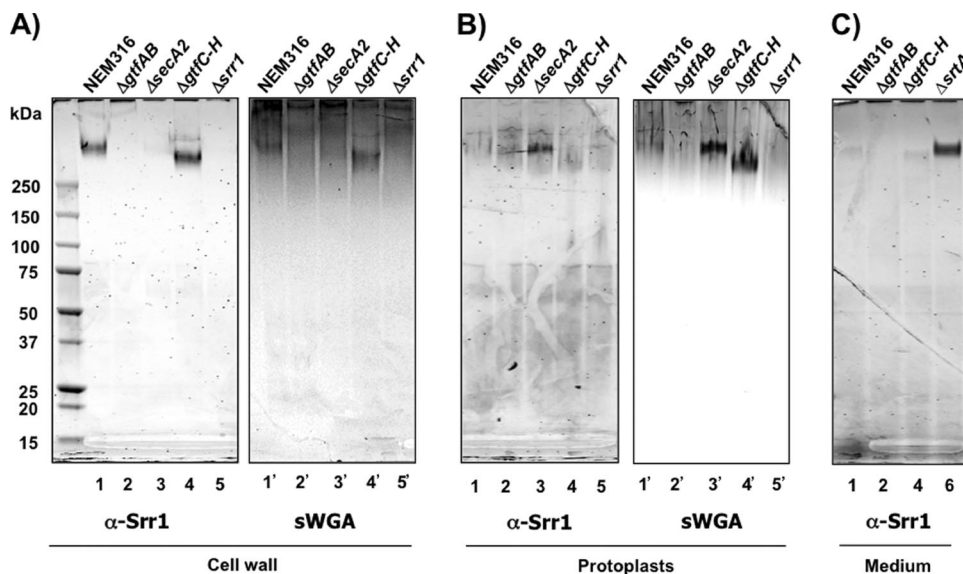 A) B) C)
NEM316 ΔgtfAB ΔsecA2 ΔgtfC-H Δsrr1 NEM316 ΔgtfAB ΔsecA2 ΔgtfC-H Δsrr1 NEM316 ΔgtfAB ΔsecA2 ΔgtfC-H Δsrr1 NEM316 ΔgtfAB ΔsecA2 ΔgtfC-H Δsrr1 NEM316 ΔgtfAB ΔgtfC-H ΔsrtA
kDa
250
150
100
75
50
37
25
20
15
1 2 3 4 5 1' 2' 3' 4' 5' 1 2 3 4 5 1' 2' 3' 4' 5' 1 2 4 6
α-Srr1 sWGA α-Srr1 sWGA α-Srr1
Cell wall Protoplasts Medium